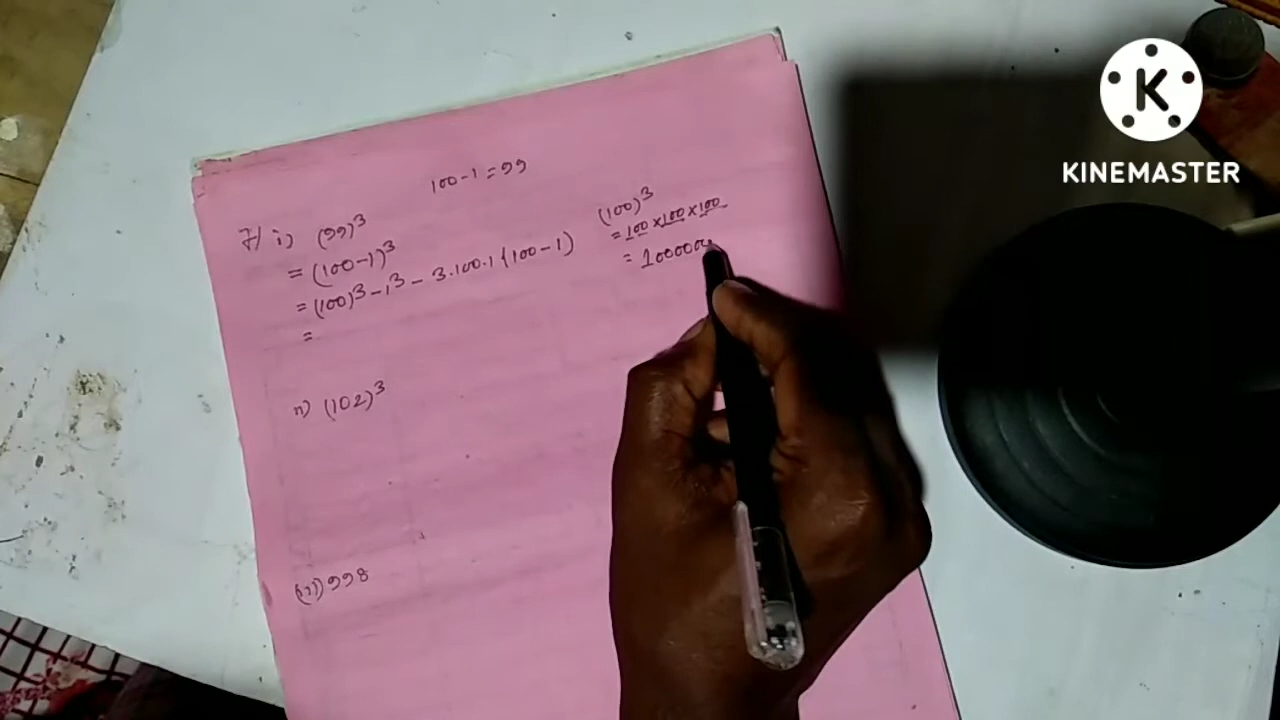 100-1=99
7/ i) (99)³
= (100-1)³
= (100)³-1³- 3.100.1(100-1)
=
(100)³
= 100×100×100
= 1000000
ii) (102)³
(iii) 998
K
KINEMASTER